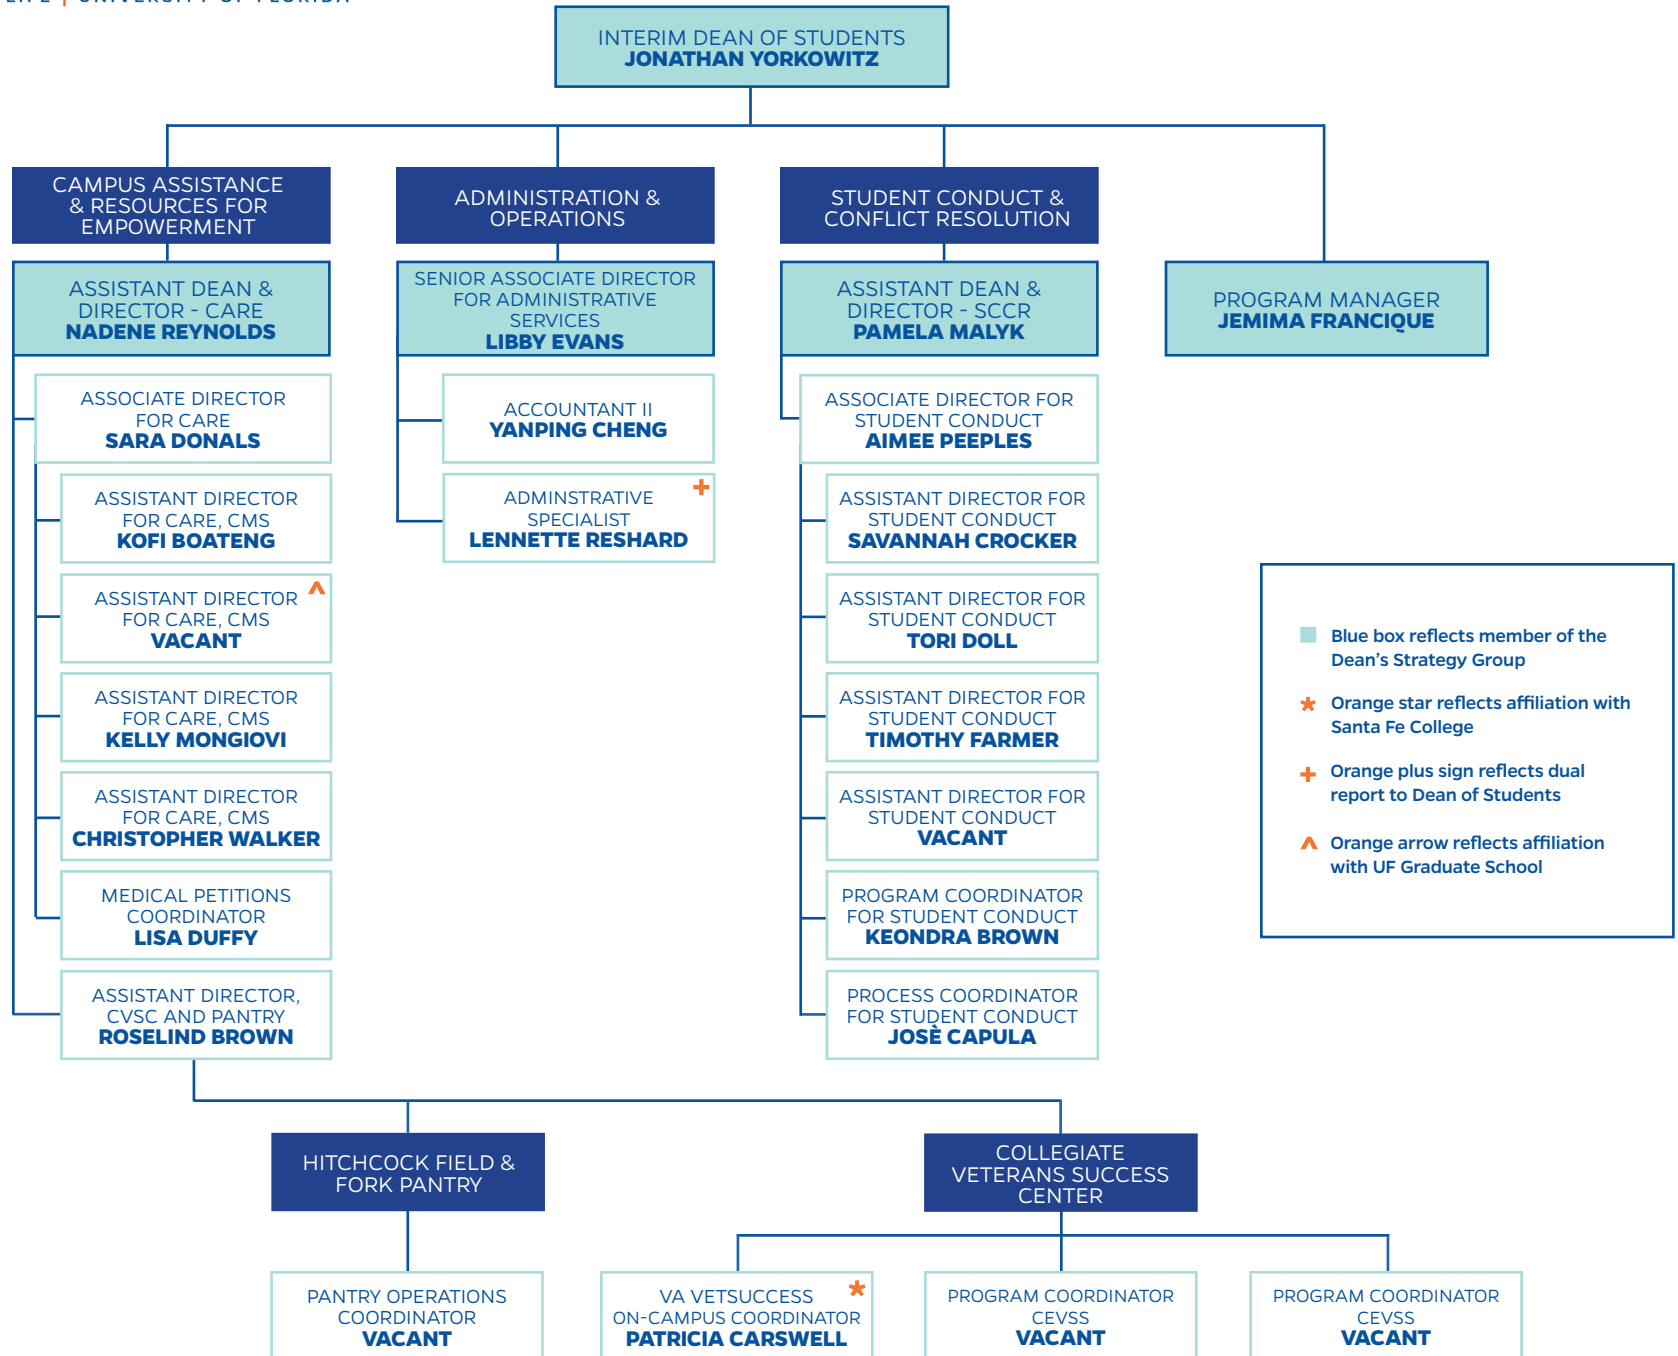 UNIVERSITY OF FLORIDA
INTERIM DEAN OF STUDENTS
JONATHAN YORKOWITZ
CAMPUS ASSISTANCE
& RESOURCES FOR
EMPOWERMENT
ADMINISTRATION &
OPERATIONS
STUDENT CONDUCT &
CONFLICT RESOLUTION
ASSISTANT DEAN &
DIRECTOR - CARE
NADENE REYNOLDS
SENIOR ASSOCIATE DIRECTOR
FOR ADMINISTRATIVE
SERVICES
LIBBY EVANS
ASSISTANT DEAN &
DIRECTOR - SCCR
PAMELA MALYK
PROGRAM MANAGER
JEMIMA FRANCIQUE
ASSOCIATE DIRECTOR
FOR CARE
SARA DONALS
ASSISTANT DIRECTOR
FOR CARE, CMS
KOFI BOATENG
ASSISTANT DIRECTOR ^
FOR CARE, CMS
VACANT
ASSISTANT DIRECTOR
FOR CARE, CMS
KELLY MONGIOVI
ASSISTANT DIRECTOR
FOR CARE, CMS
CHRISTOPHER WALKER
MEDICAL PETITIONS
COORDINATOR
LISA DUFFY
ASSISTANT DIRECTOR,
CVSC AND PANTRY
ROSELIND BROWN
ACCOUNTANT II
YANPING CHENG
+
ADMINSTRATIVE
SPECIALIST
LENNETTE RESHARD
ASSOCIATE DIRECTOR FOR
STUDENT CONDUCT
AIMEE PEEPLES
ASSISTANT DIRECTOR FOR
STUDENT CONDUCT
SAVANNAH CROCKER
ASSISTANT DIRECTOR FOR
STUDENT CONDUCT
TORI DOLL
ASSISTANT DIRECTOR FOR
STUDENT CONDUCT
TIMOTHY FARMER
ASSISTANT DIRECTOR FOR
STUDENT CONDUCT
VACANT
PROGRAM COORDINATOR
FOR STUDENT CONDUCT
KEONDRA BROWN
PROCESS COORDINATOR
FOR STUDENT CONDUCT
JOSÈ CAPULA
Blue box reflects member of the
Dean's Strategy Group
* Orange star reflects affiliation with
Santa Fe College
+ Orange plus sign reflects dual
report to Dean of Students
^ Orange arrow reflects affiliation
with UF Graduate School
HITCHCOCK FIELD &
FORK PANTRY
COLLEGIATE
VETERANS SUCCESS
CENTER
PANTRY OPERATIONS
COORDINATOR
VACANT
VA VETSUCCESS *
ON-CAMPUS COORDINATOR
PATRICIA CARSWELL
PROGRAM COORDINATOR
CEVSS
VACANT
PROGRAM COORDINATOR
CEVSS
VACANT